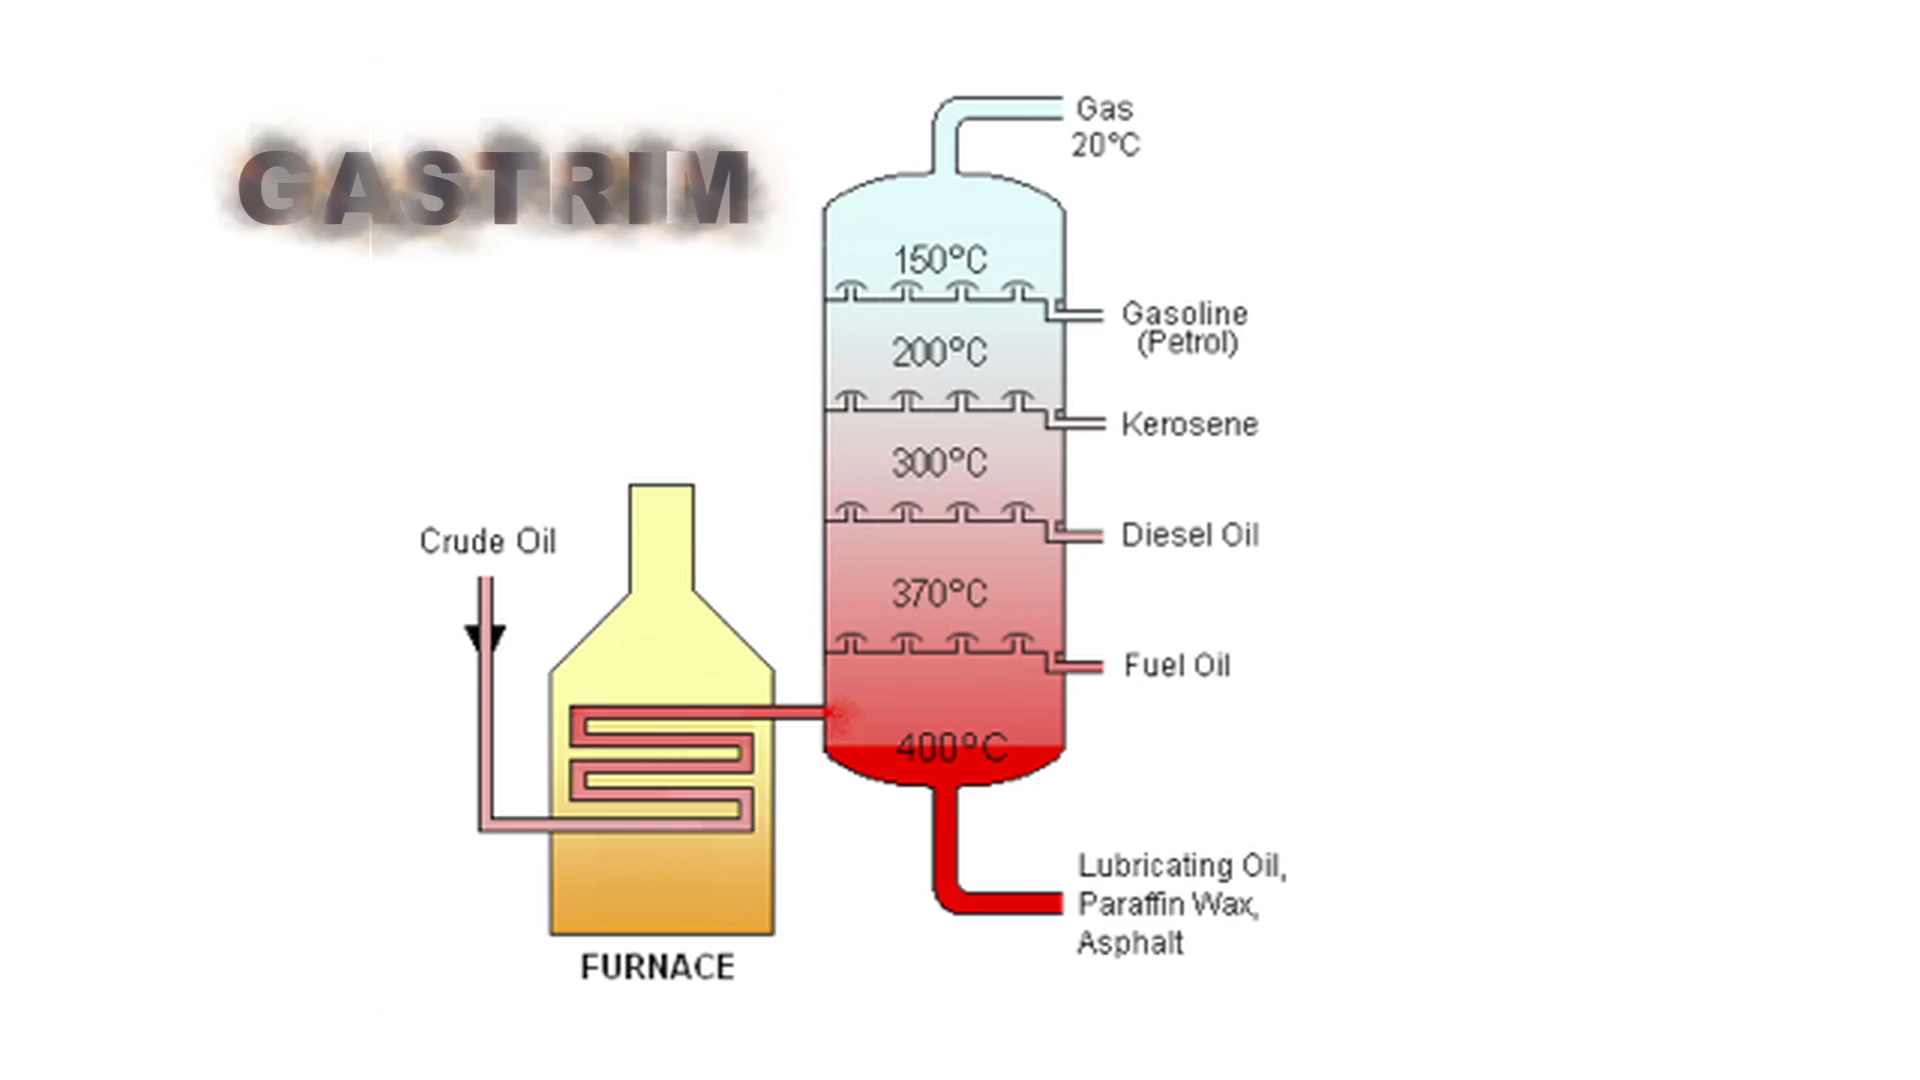 GASTRIM
Gas
20°C
150°C
Gasoline
(Petrol)
200°C
Kerosene
300°C
Diesel Oil
Crude Oil
370°C
Fuel Oil
400°C
Lubricating Oil,
Paraffin Wax,
Asphalt
FURNACE